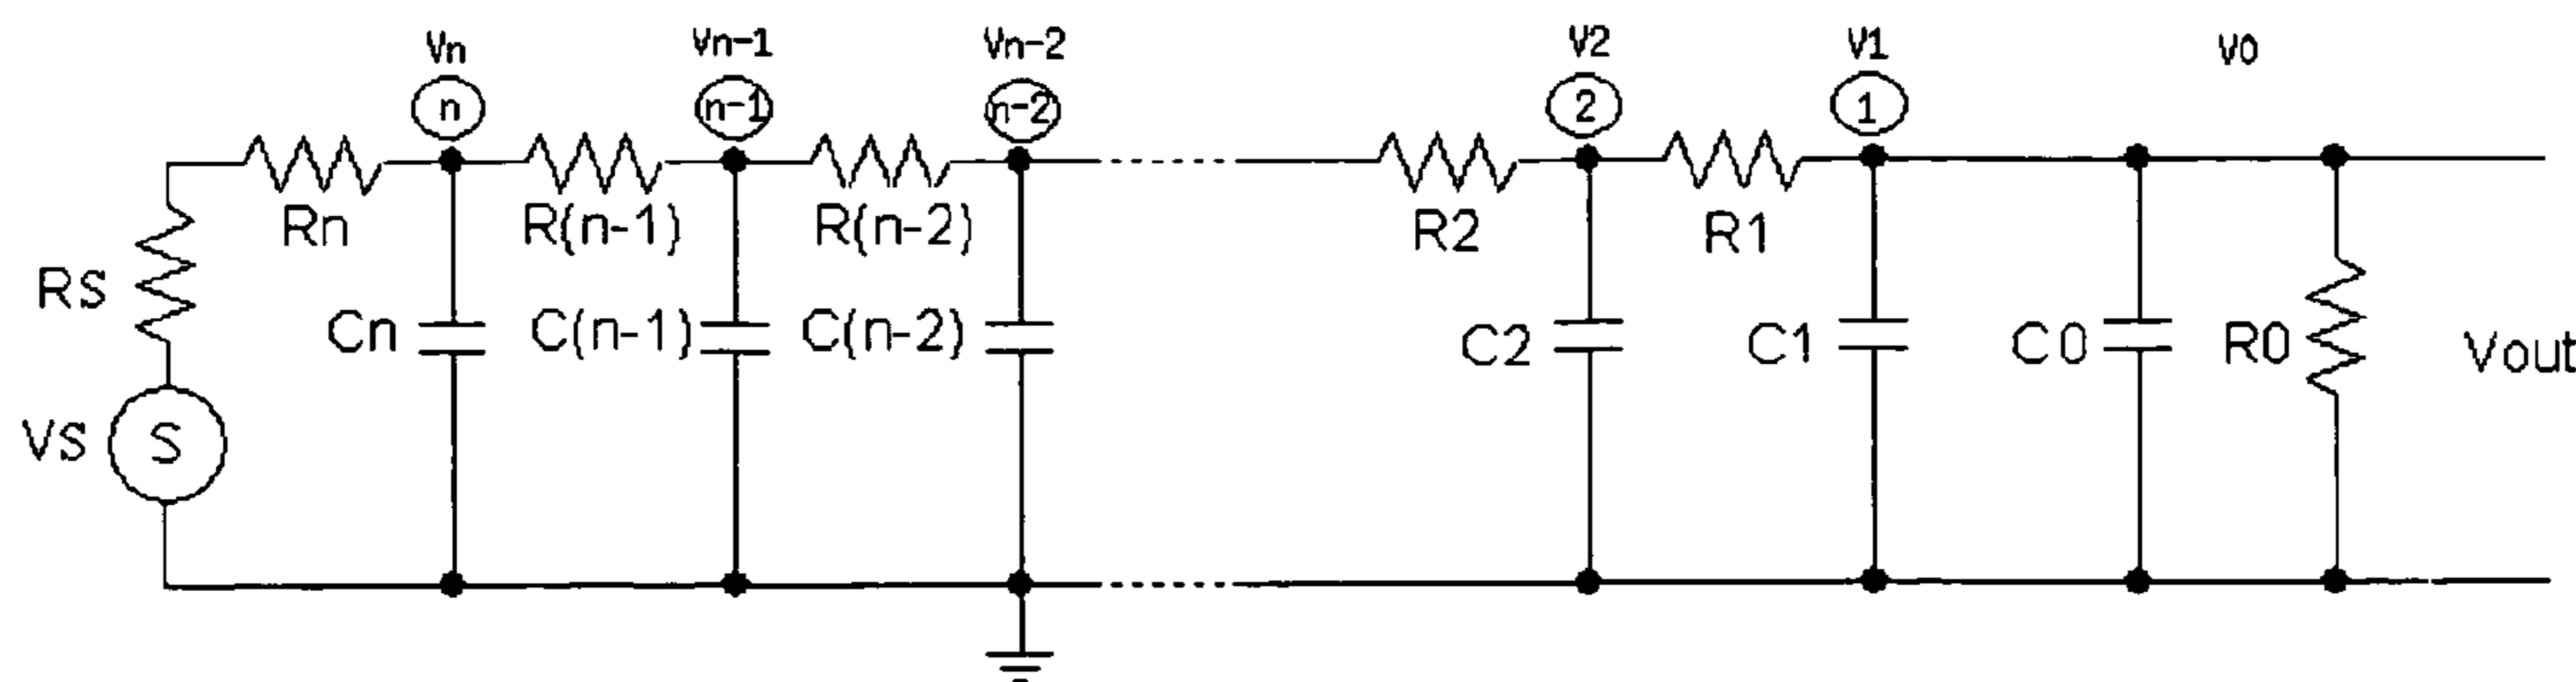 Vn Vn-1 Vn-2 V2 V1 V0
n n-1 n-2 2 1
Rn R(n-1) R(n-2) R2 R1
RS
Cn C(n-1) C(n-2) C2 C1 C0 R0 Vout
VS S